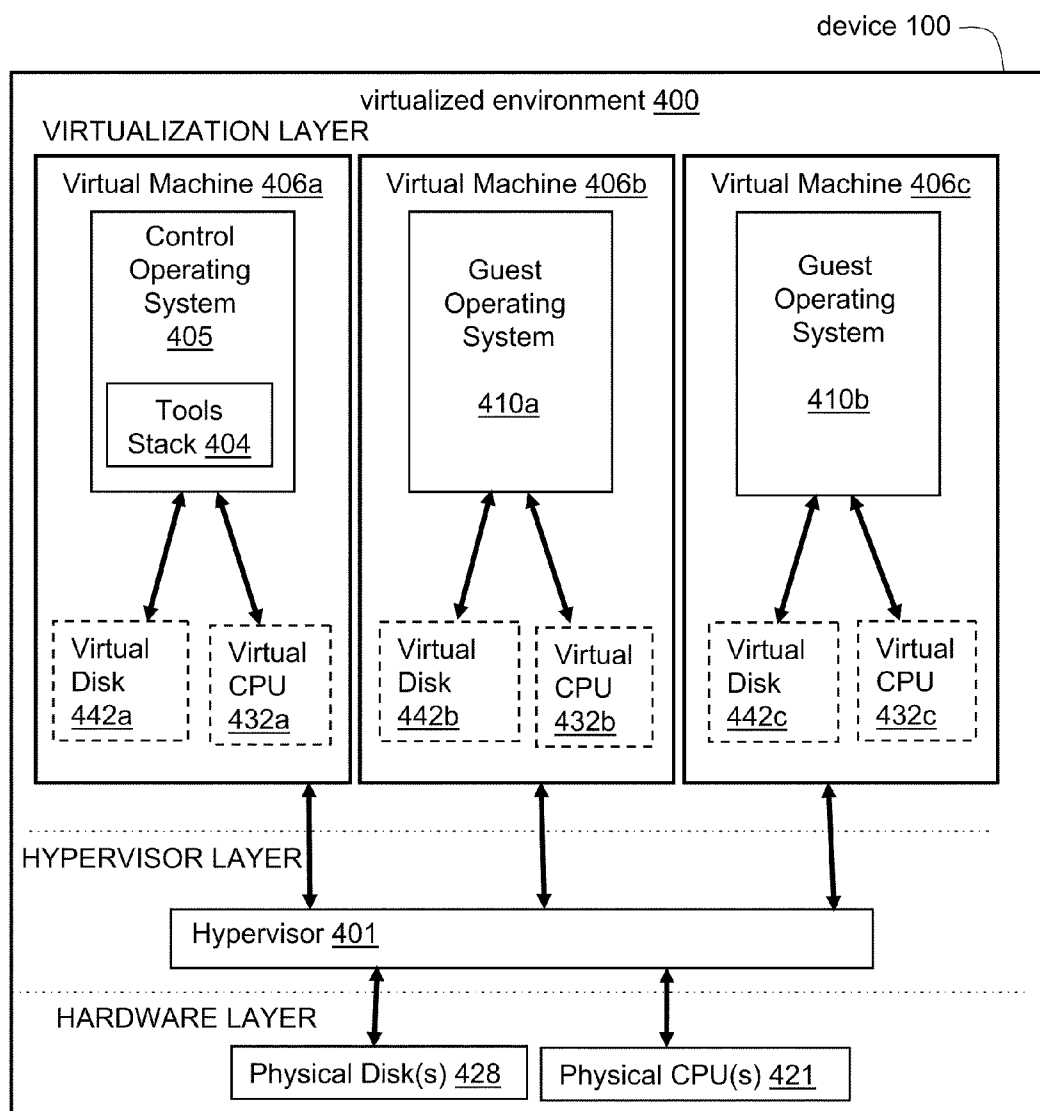 device 100
virtualized environment 400
VIRTUALIZATION LAYER
Virtual Machine 406a
Control
Operating
System
405
Tools
Stack 404
Virtual
Disk
442a
Virtual
CPU
432a
Virtual Machine 406b
Guest
Operating
System
410a
Virtual
Disk
442b
Virtual
CPU
432b
Virtual Machine 406c
Guest
Operating
System
410b
Virtual
Disk
442c
Virtual
CPU
432c
HYPERVISOR LAYER
Hypervisor 401
HARDWARE LAYER
Physical Disk(s) 428
Physical CPU(s) 421